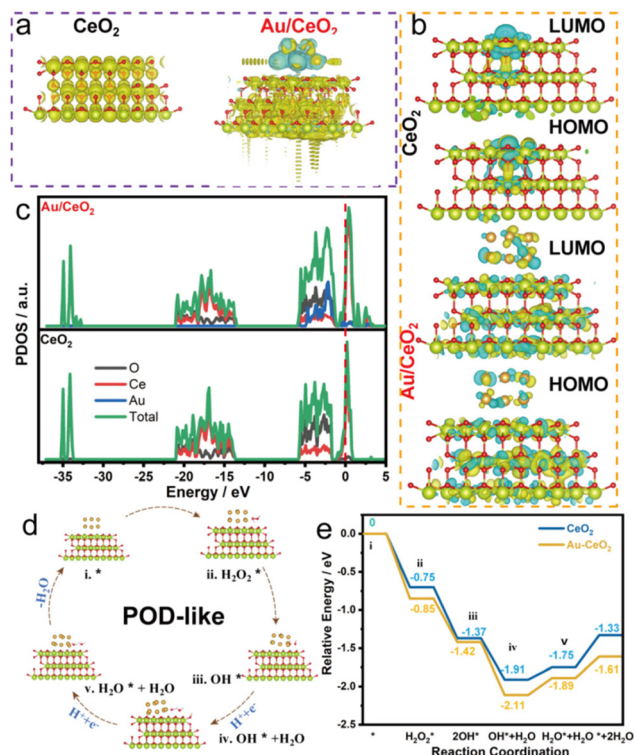 a
CeO2
Au/CeO2
b
LUMO
CeO2
HOMO
LUMO
Au/CeO2
HOMO
c
Au/CeO2
CeO2
O
Ce
Au
Total
PDOS / a.u.
-35 -30 -25 -20 -15 -10 -5 0 5
Energy / eV
d
i. *
ii. H2O2 *
POD-like
-H2O
iii. OH *
v. H2O * + H2O
H++e-
H++e-
iv. OH * +H2O
e
0
CeO2
Au-CeO2
i
ii
-0.75
-0.85
iii
-1.37
-1.42
iv
-1.91
-2.11
v
-1.75
-1.89
-1.33
-1.61
Relative Energy / eV
0.0
-0.5
-1.0
-1.5
-2.0
-2.5
* H2O2* 2OH* OH*+H2O H2O*+H2O *+2H2O
Reaction Coordination